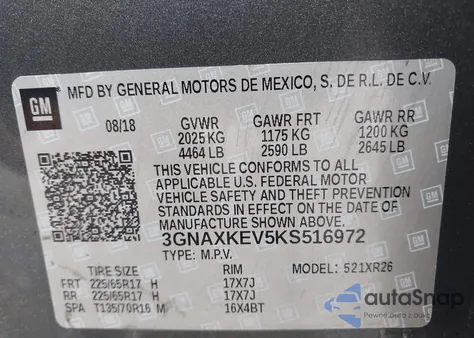 MFD BY GENERAL MOTORS DE MEXICO, S. DE R.L. DE C.V.
GM
08/18 GVWR GAWR FRT GAWR RR
2025 KG 1175 KG 1200 KG
4464 LB 2590 LB 2645 LB
THIS VEHICLE CONFORMS TO ALL
APPLICABLE U.S. FEDERAL MOTOR
VEHICLE SAFETY AND THEFT PREVENTION
STANDARDS IN EFFECT ON THE DATE OF
MANUFACTURE SHOWN ABOVE.
3GNAXKEV5KS516972
TYPE: M.P.V. MODEL: 521XR26
TIRE SIZE RIM
FRT 225/65R17 H 17X7J
RR 225/65R17 H 17X7J
SPA T135/70R16 M 16X4BT
autoSnap
Powered by a dove